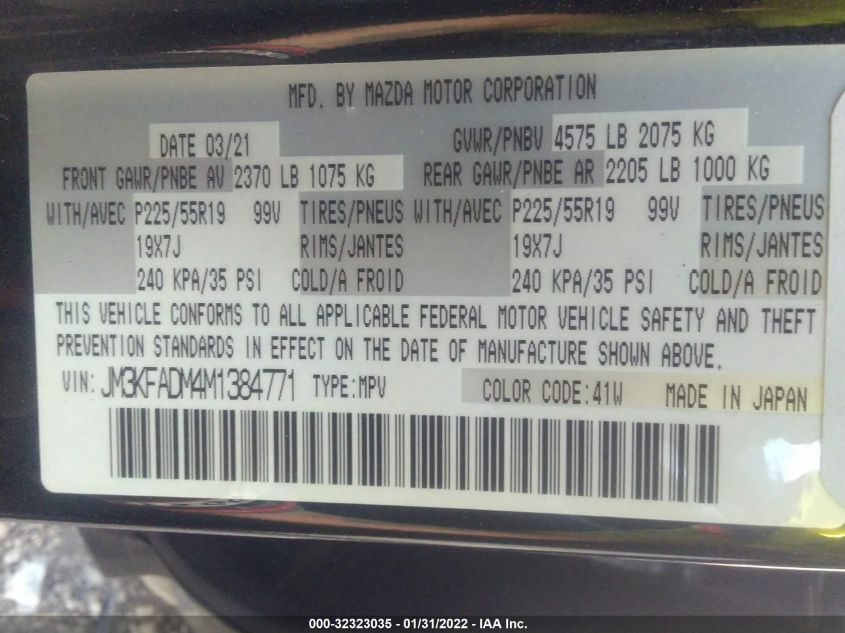 MFD. BY MAZDA MOTOR CORPORATION
DATE 03/21 GVWR/PNBV 4575 LB 2075 KG
FRONT GAWR/PNBE AV 2370 LB 1075 KG REAR GAWR/PNBE AR 2205 LB 1000 KG
WITH/AVEC P225/55R19 99V TIRES/PNEUS WITH/AVEC P225/55R19 99V TIRES/PNEUS
19X7J RIMS/JANTES 19X7J RIMS/JANTES
240 KPA/35 PSI COLD/A FROID 240 KPA/35 PSI COLD/A FROID
THIS VEHICLE CONFORMS TO ALL APPLICABLE FEDERAL MOTOR VEHICLE SAFETY AND THEFT
PREVENTION STANDARDS IN EFFECT ON THE DATE OF MANUFACTURE SHOWN ABOVE.
VIN: JM3KFADM4M1384771 TYPE:MPV COLOR CODE:41W MADE IN JAPAN
000-32323035 - 01/31/2022 - IAA Inc.